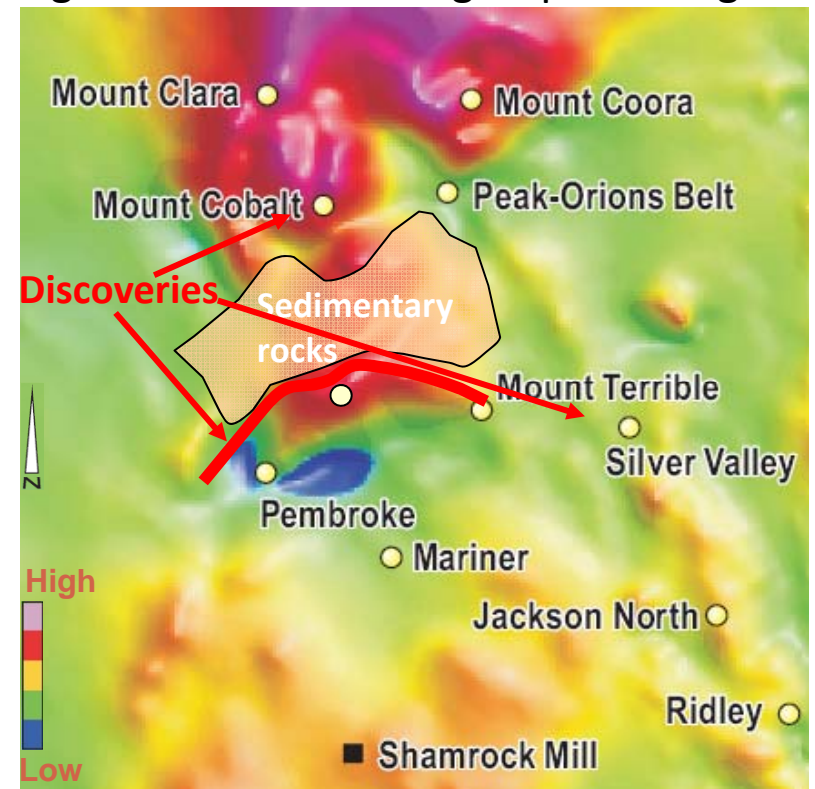 Mount Clara
Mount Coora
Mount Cobalt
Peak-Orions Belt
Discoveries
Sedimentary
rocks
Mount Terrible
Silver Valley
N
Pembroke
Mariner
High
Jackson North
Ridley
Shamrock Mill
Low